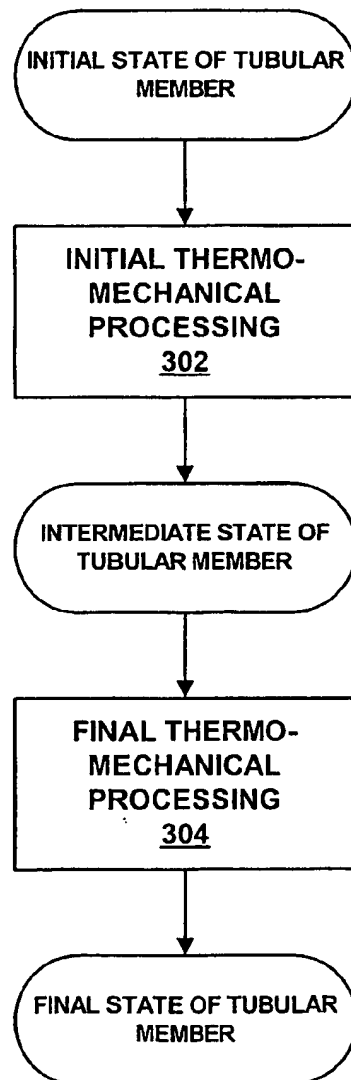 INITIAL STATE OF TUBULAR
MEMBER
INITIAL THERMO-
MECHANICAL
PROCESSING
302
INTERMEDIATE STATE OF
TUBULAR MEMBER
FINAL THERMO-
MECHANICAL
PROCESSING
304
FINAL STATE OF TUBULAR
MEMBER